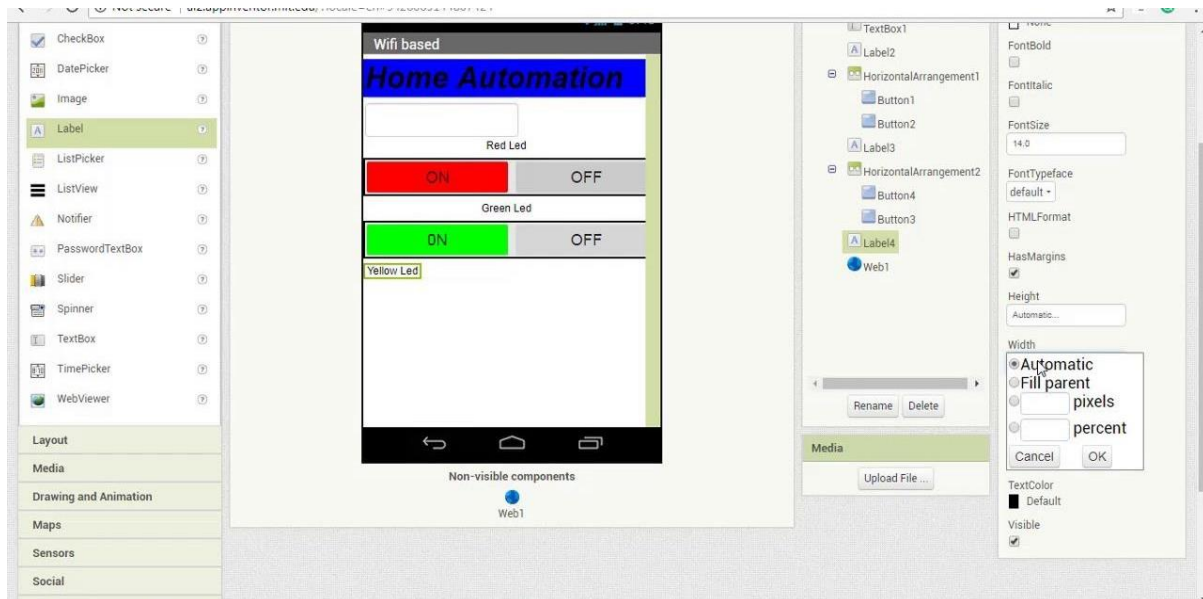 Not secure
CheckBox
DatePicker
Image
Label
ListPicker
ListView
Notifier
PasswordTextBox
Slider
Spinner
TextBox
TimePicker
WebViewer
Layout
Media
Drawing and Animation
Maps
Sensors
Social
Wifi based
Home Automation
Red Led
ON OFF
Green Led
0N OFF
Yellow Led
Non-visible components
Web1
TextBox1
Label2
HorizontalArrangement1
Button1
Button2
Label3
HorizontalArrangement2
Button4
Button3
Label4
Web1
Rename Delete
Media
Upload File ...
None
FontBold
FontItalic
FontSize
14.0
FontTypeface
default
HTMLFormat
HasMargins
Height
Automatic...
Width
Automatic
Fill parent
pixels
percent
Cancel OK
TextColor
Default
Visible